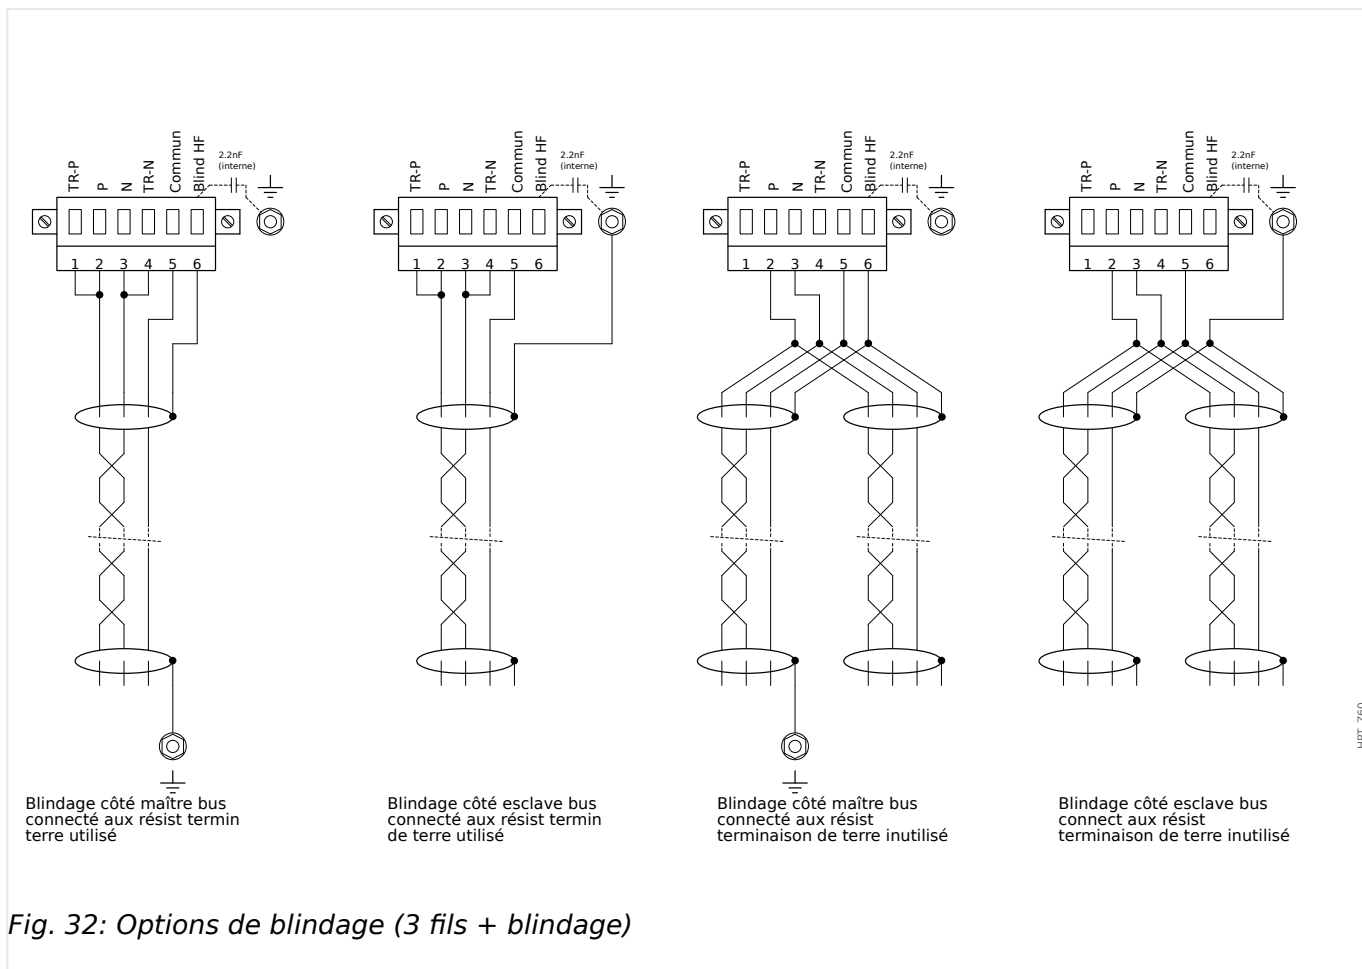 TR-P
P
N
TR-N
Commun
Blind HF
2.2nF
(interne)
1 2 3 4 5 6
TR-P
P
N
TR-N
Commun
Blind HF
2.2nF
(interne)
1 2 3 4 5 6
TR-P
P
N
TR-N
Commun
Blind HF
2.2nF
(interne)
1 2 3 4 5 6
TR-P
P
N
TR-N
Commun
Blind HF
2.2nF
(interne)
1 2 3 4 5 6
Blindage côté maître bus
connecté aux résist termin
terre utilisé
Blindage côté esclave bus
connecté aux résist termin
de terre utilisé
Blindage côté maître bus
connecté aux résist
terminaison de terre inutilisé
Blindage côté esclave bus
connect aux résist
terminaison de terre inutilisé
Fig. 32: Options de blindage (3 fils + blindage)